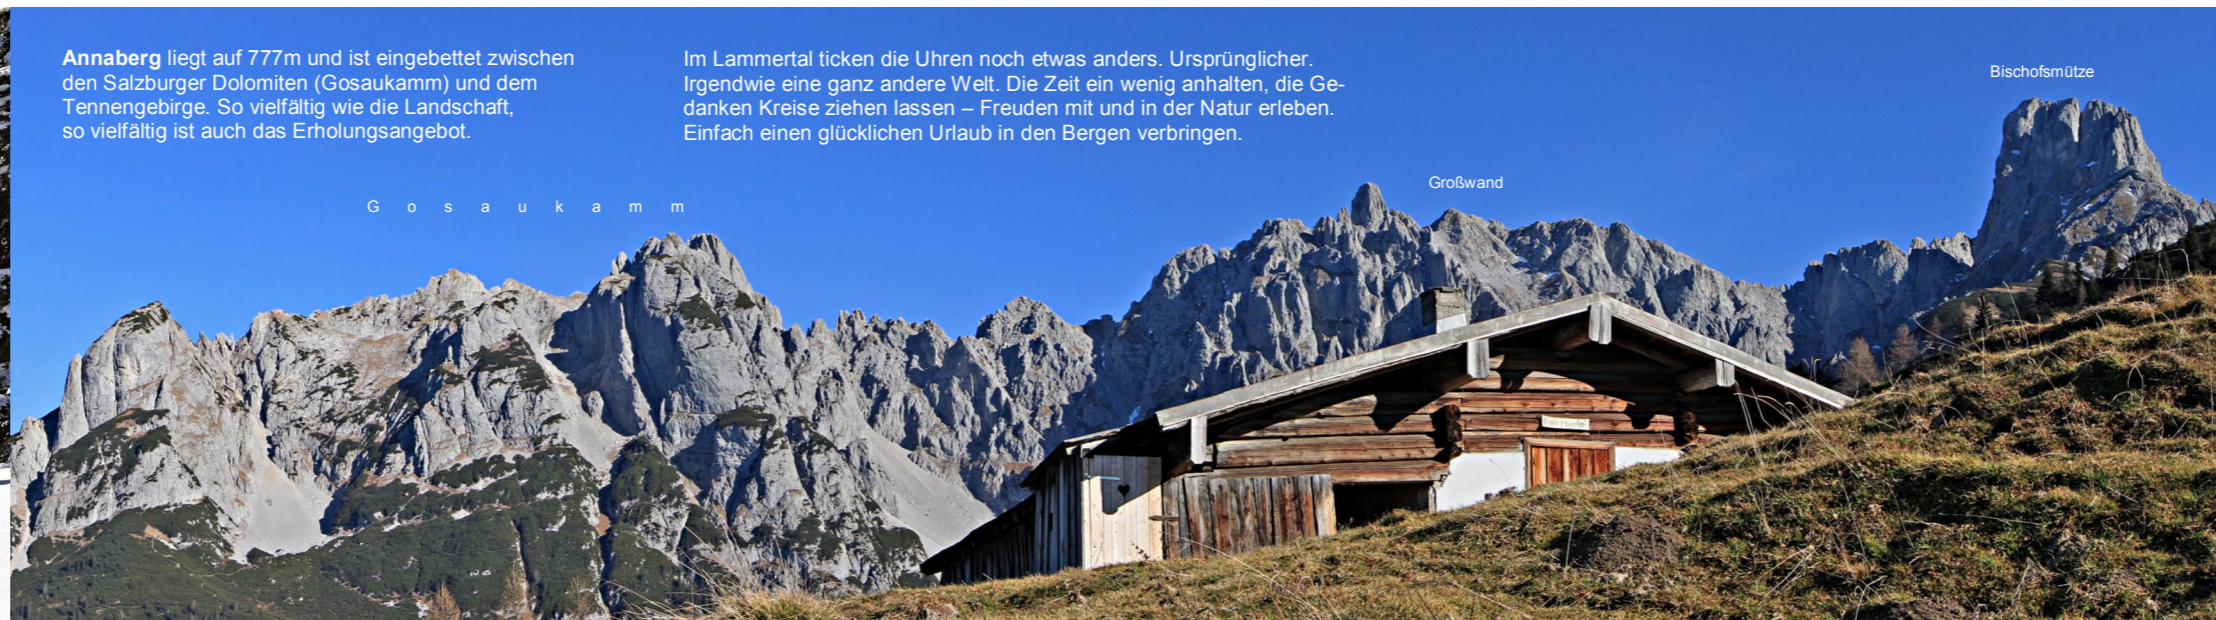 Annaberg liegt auf 777m und ist eingebettet zwischen
den Salzburger Dolomiten (Gosaukamm) und dem
Tennengebirge. So vielfältig wie die Landschaft,
so vielfältig ist auch das Erholungsangebot.
Im Lammertal ticken die Uhren noch etwas anders. Ursprünglicher.
Irgendwie eine ganz andere Welt. Die Zeit ein wenig anhalten, die Ge-
danken Kreise ziehen lassen – Freuden mit und in der Natur erleben.
Einfach einen glücklichen Urlaub in den Bergen verbringen.
Bischofsmütze
Großwand
G o s a u k a m m